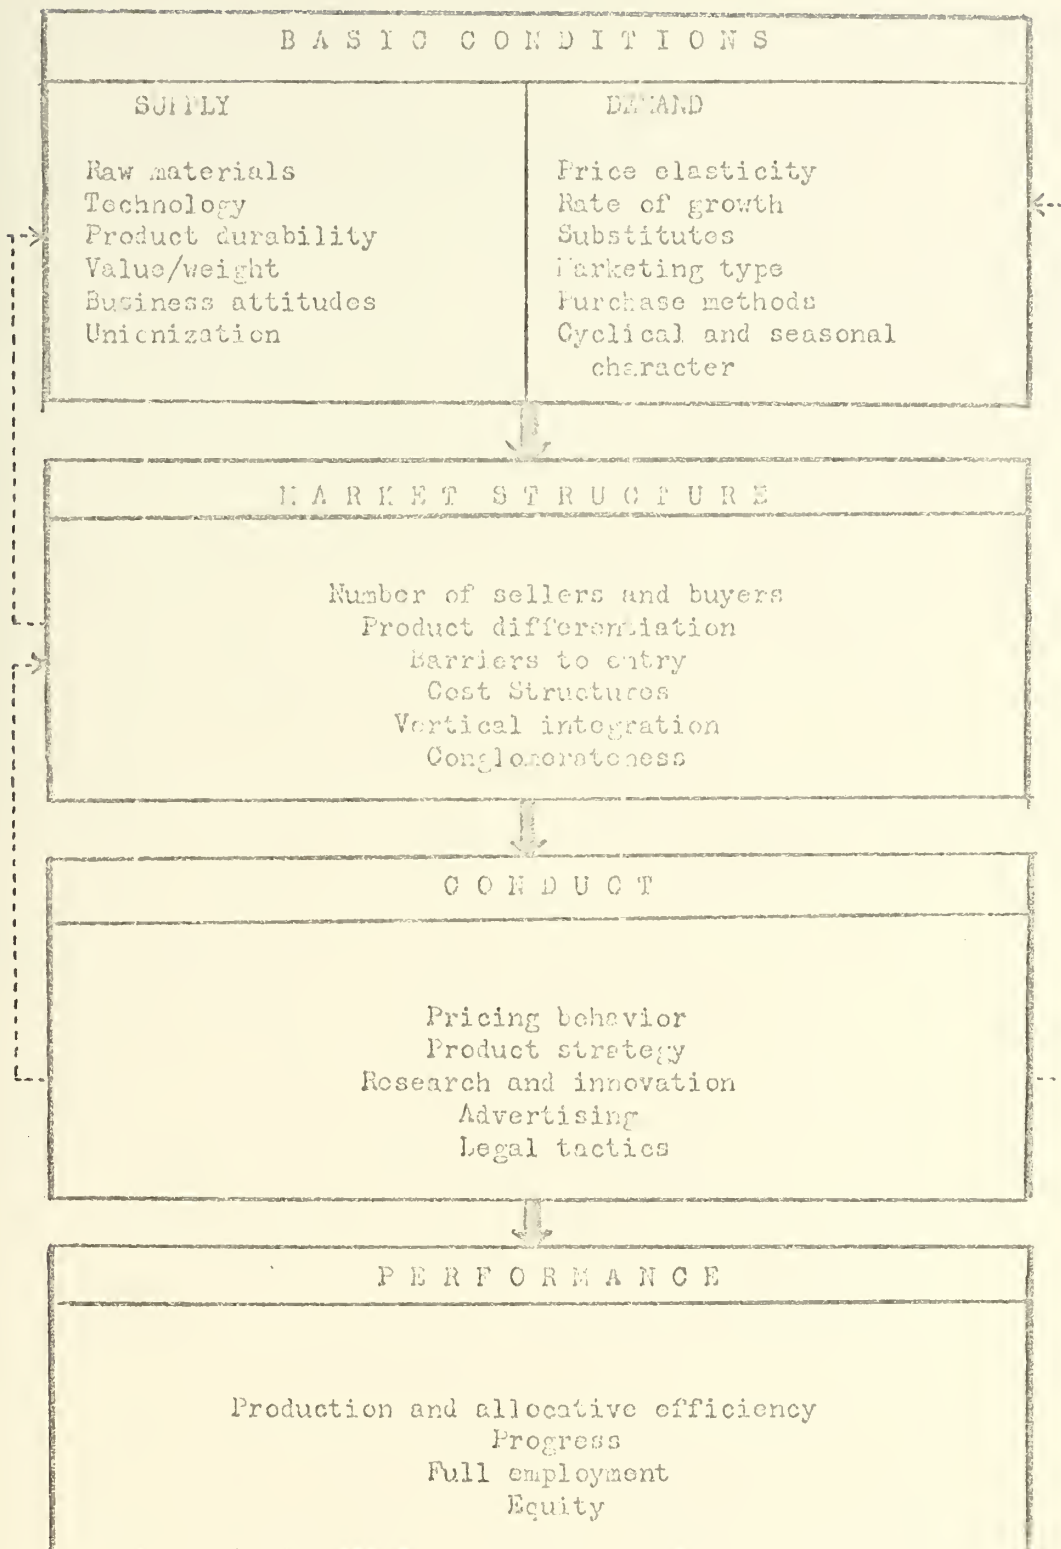 BASIC CONDITIONS
SUPPLY
Raw materials
Technology
Product durability
Value/weight
Business attitudes
Unionization
DEMAND
Price elasticity
Rate of growth
Substitutes
Marketing type
Purchase methods
Cyclical and seasonal
character
MARKET STRUCTURE
Number of sellers and buyers
Product differentiation
Barriers to entry
Cost Structures
Vertical integration
Conglomerateness
CONDUCT
Pricing behavior
Product strategy
Research and innovation
Advertising
Legal tactics
PERFORMANCE
Production and allocative efficiency
Progress
Full employment
Equity